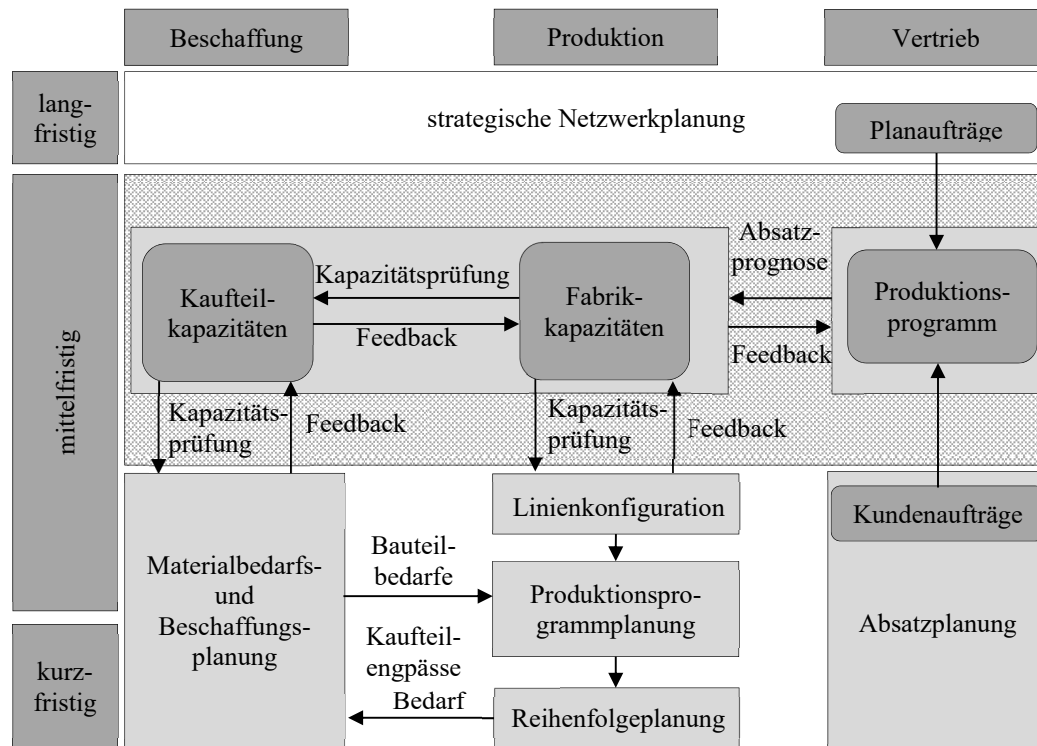 Beschaffung
Produktion
Vertrieb
lang-
fristig
strategische Netzwerkplanung
Planaufträge
mittelfristig
Absatz-
prognose
Kapazitätsprüfung
Kaufteil-
kapazitäten
Fabrik-
kapazitäten
Produktions-
programm
Feedback
Feedback
Kapazitäts-
prüfung
Feedback
Kapazitäts-
prüfung
Feedback
Linienkonfiguration
Kundenaufträge
Materialbedarfs-
und
Beschaffungs-
planung
Bauteil-
bedarfe
Produktionspro-
grammplanung
Absatzplanung
kurz-
fristig
Kaufteil-
engpässe
Bedarf
Reihenfolgeplanung